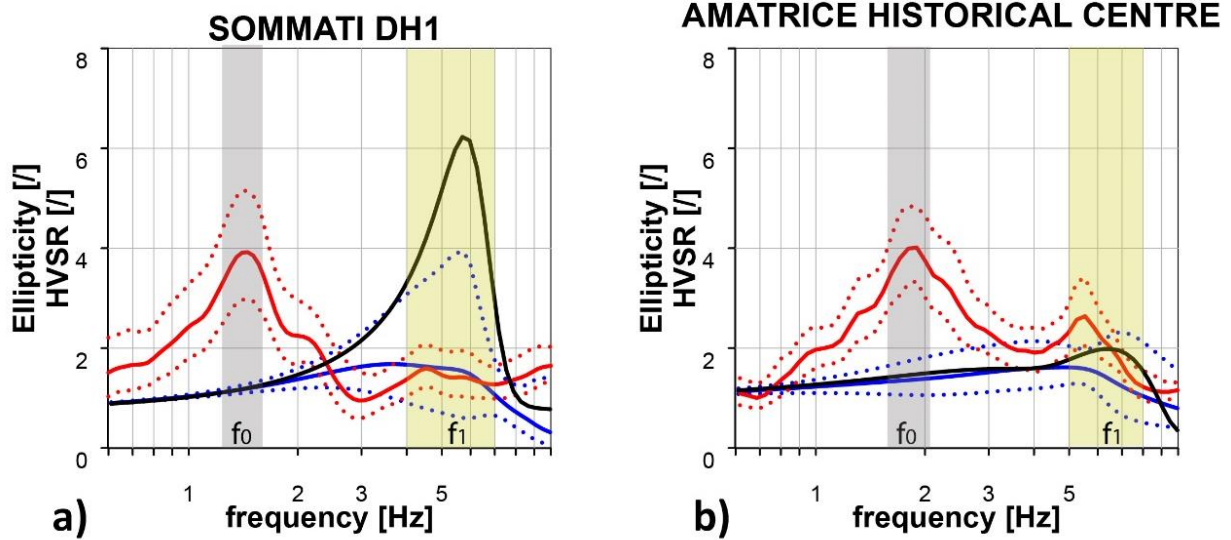 SOMMATI DH1
8
6
4
2
0
Ellipticity [/]
HVSR [/]
f0
f1
1
2
3
5
frequency [Hz]
a)
AMATRICE HISTORICAL CENTRE
8
6
4
2
0
Ellipticity [/]
HVSR [/]
f0
f1
1
2
3
5
frequency [Hz]
b)